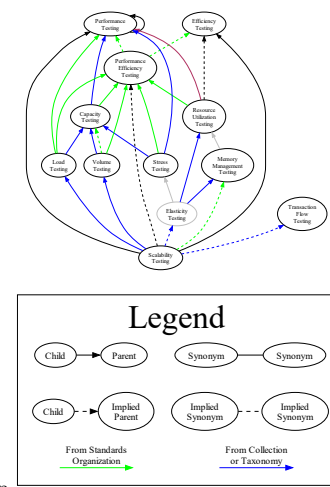 Performance
Testing
Efficiency
Testing
Performance
Efficiency
Testing
Capacity
Testing
Resource
Utilization
Testing
Load
Testing
Volume
Testing
Stress
Testing
Memory
Management
Testing
Elasticity
Testing
Transaction
Flow
Testing
Scalability
Testing
Legend
Child
Parent
Synonym
Synonym
Child
Implied
Parent
Implied
Synonym
Implied
Synonym
From Standards
Organization
From Collection
or Taxonomy